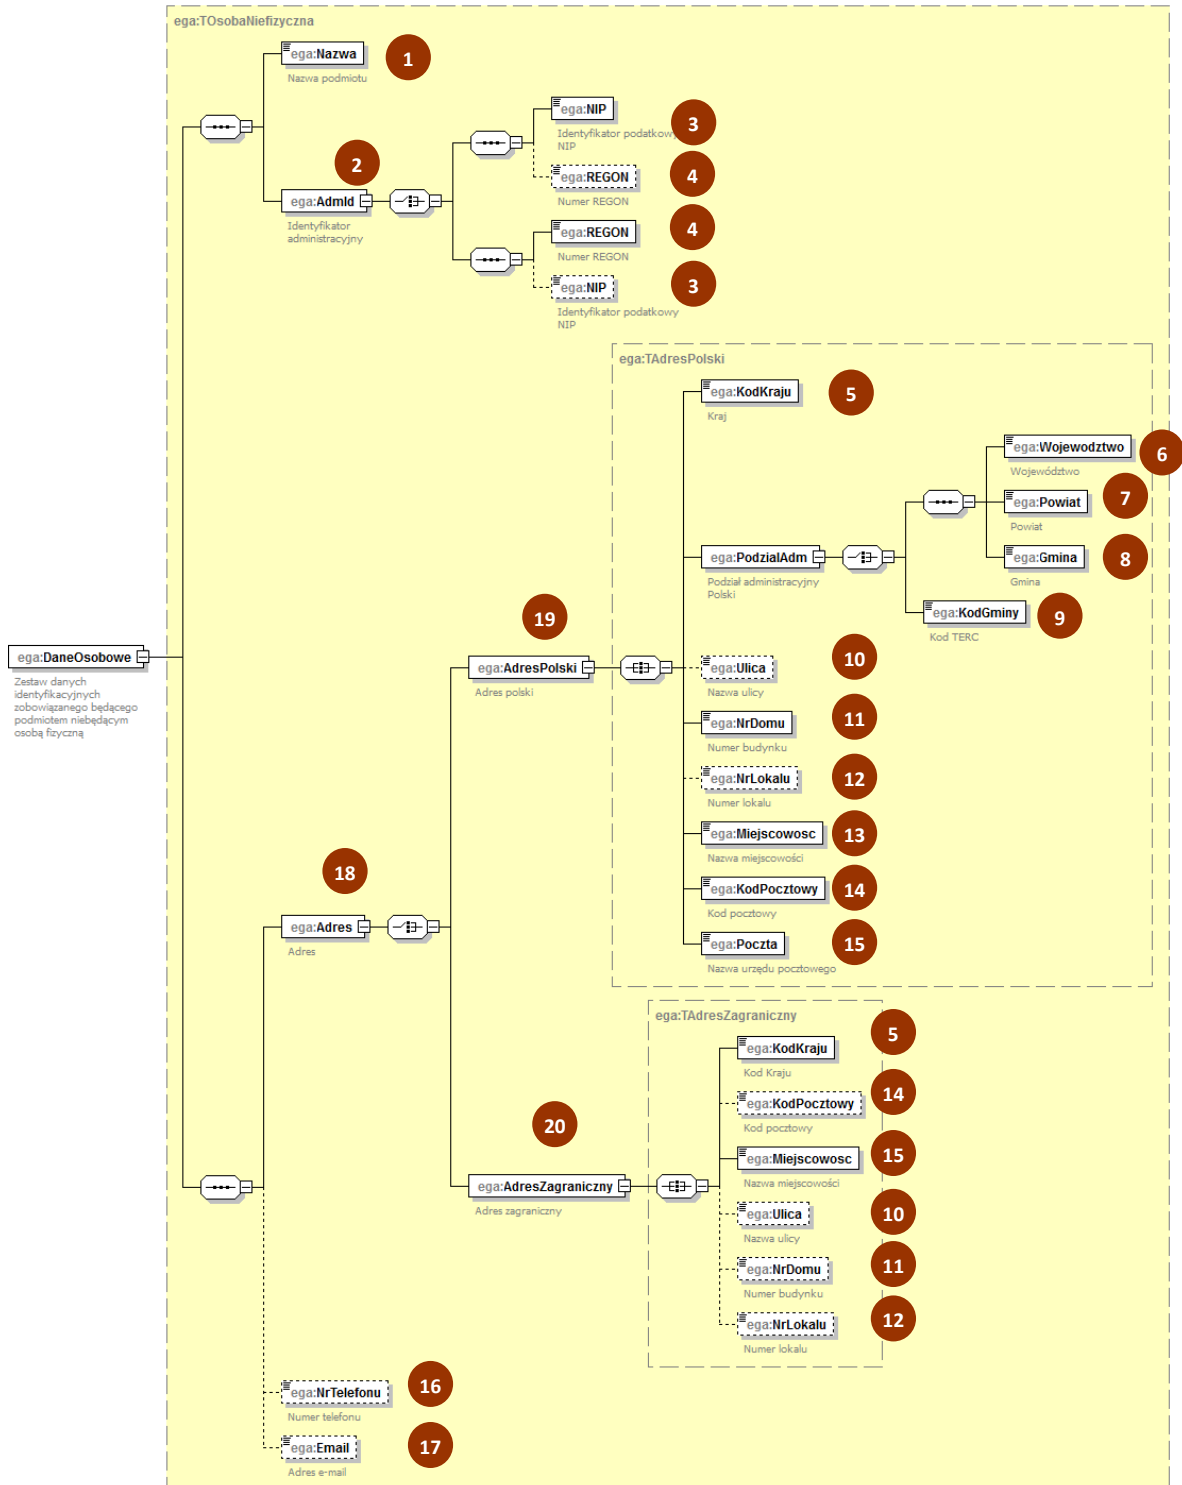 ega:TOsobaNiefizyczna
ega:Nazwa
1
Nazwa podmiotu
ega:NIP
3
Identyfikator podatkowy
NIP
2
ega:REGON
4
Numer REGON
ega:AdmId
Identyfikator
administracyjny
ega:REGON
4
Numer REGON
ega:NIP
3
Identyfikator podatkowy
NIP
ega:TAdresPolski
ega:KodKraju
5
Kraj
ega:Wojewodztwo
6
Województwo
ega:Powiat
7
Powiat
ega:PodzialAdm
Podział administracyjny
Polski
ega:Gmina
8
Gmina
ega:KodGminy
9
Kod TERC
19
ega:DaneOsobowe
Zestaw danych
identyfikacyjnych
zobowiązanego będącego
podmiotem niebędącym
osobą fizyczną
ega:AdresPolski
Adres polski
ega:Ulica
10
Nazwa ulicy
ega:NrDomu
11
Numer budynku
ega:NrLokalu
12
Numer lokalu
ega:Miejscowosc
13
Nazwa miejscowości
18
ega:KodPocztowy
14
Kod pocztowy
ega:Adres
Adres
ega:Poczta
15
Nazwa urzędu pocztowego
ega:TAdresZagraniczny
ega:KodKraju
5
Kod Kraju
ega:KodPocztowy
14
Kod pocztowy
20
ega:Miejscowosc
15
Nazwa miejscowości
ega:AdresZagraniczny
Adres zagraniczny
ega:Ulica
10
Nazwa ulicy
ega:NrDomu
11
Numer budynku
ega:NrLokalu
12
Numer lokalu
ega:NrTelefonu
16
Numer telefonu
ega:Email
17
Adres e-mail